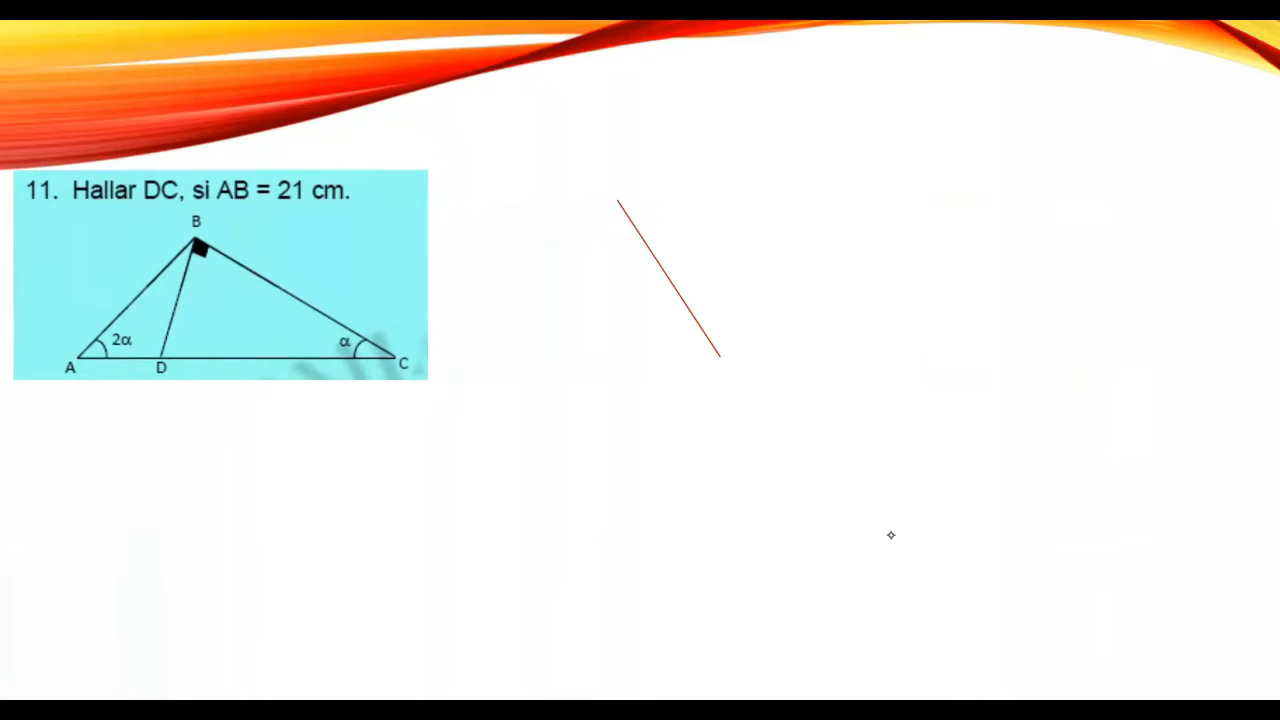 11. Hallar DC, si AB = 21 cm.
B
2α
α
A
D
C